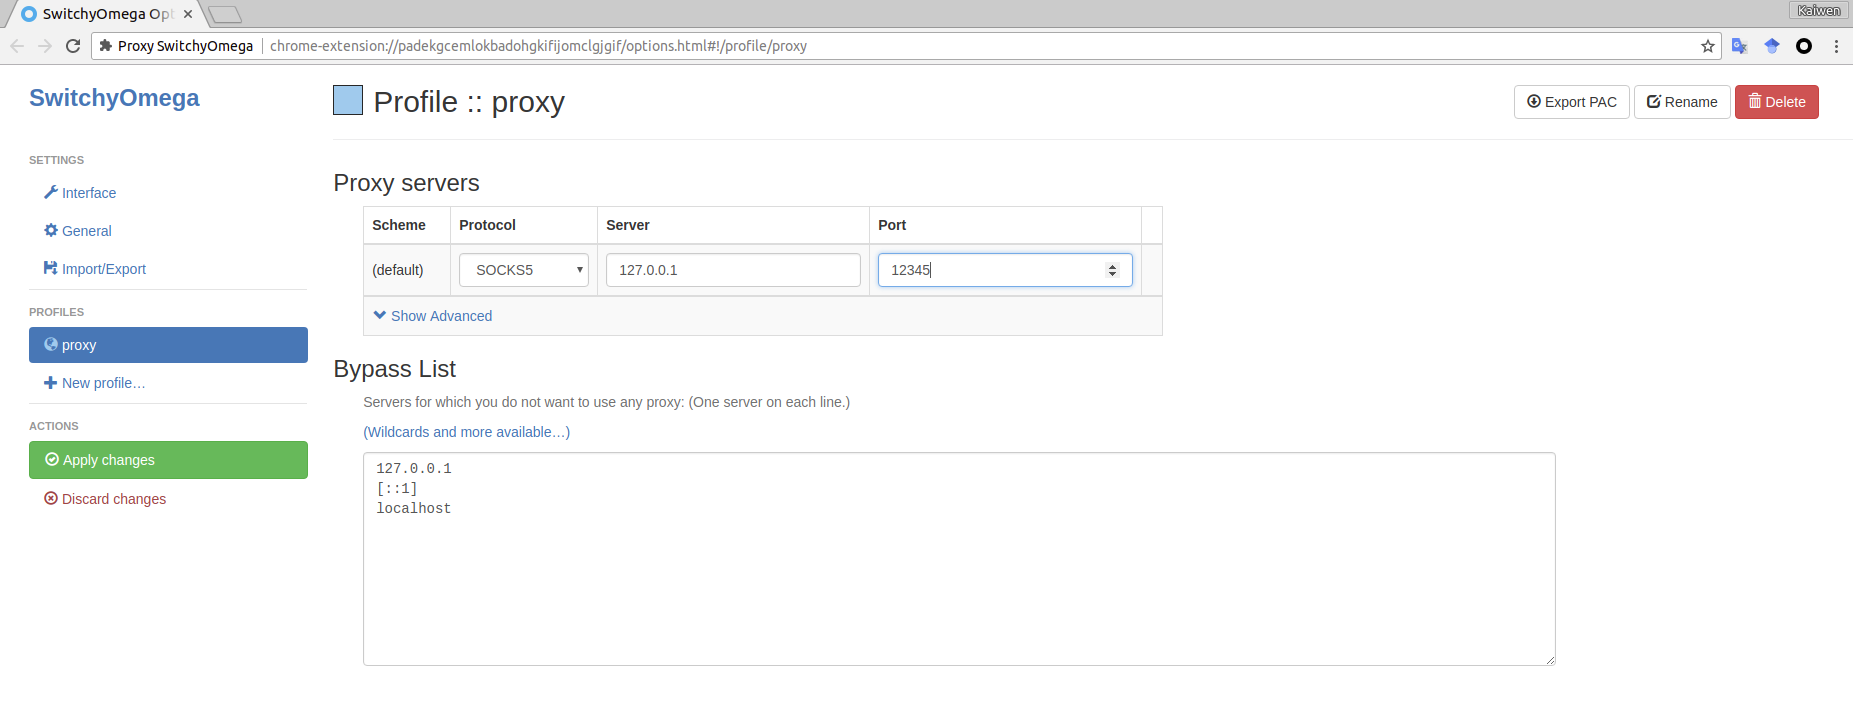 SwitchyOmega Opt
Kaiwen
Proxy SwitchyOmega chrome-extension://padekgcemlokbadohgkifijomclgjgif/options.html#!/profile/proxy
SwitchyOmega
Profile :: proxy
Export PAC
Rename
Delete
SETTINGS
Interface
General
Import/Export
PROFILES
proxy
New profile…
ACTIONS
Apply changes
Discard changes
Proxy servers
Scheme Protocol Server Port
(default) SOCKS5 127.0.0.1 12345
Show Advanced
Bypass List
Servers for which you do not want to use any proxy: (One server on each line.)
(Wildcards and more available…)
127.0.0.1
[::1]
localhost